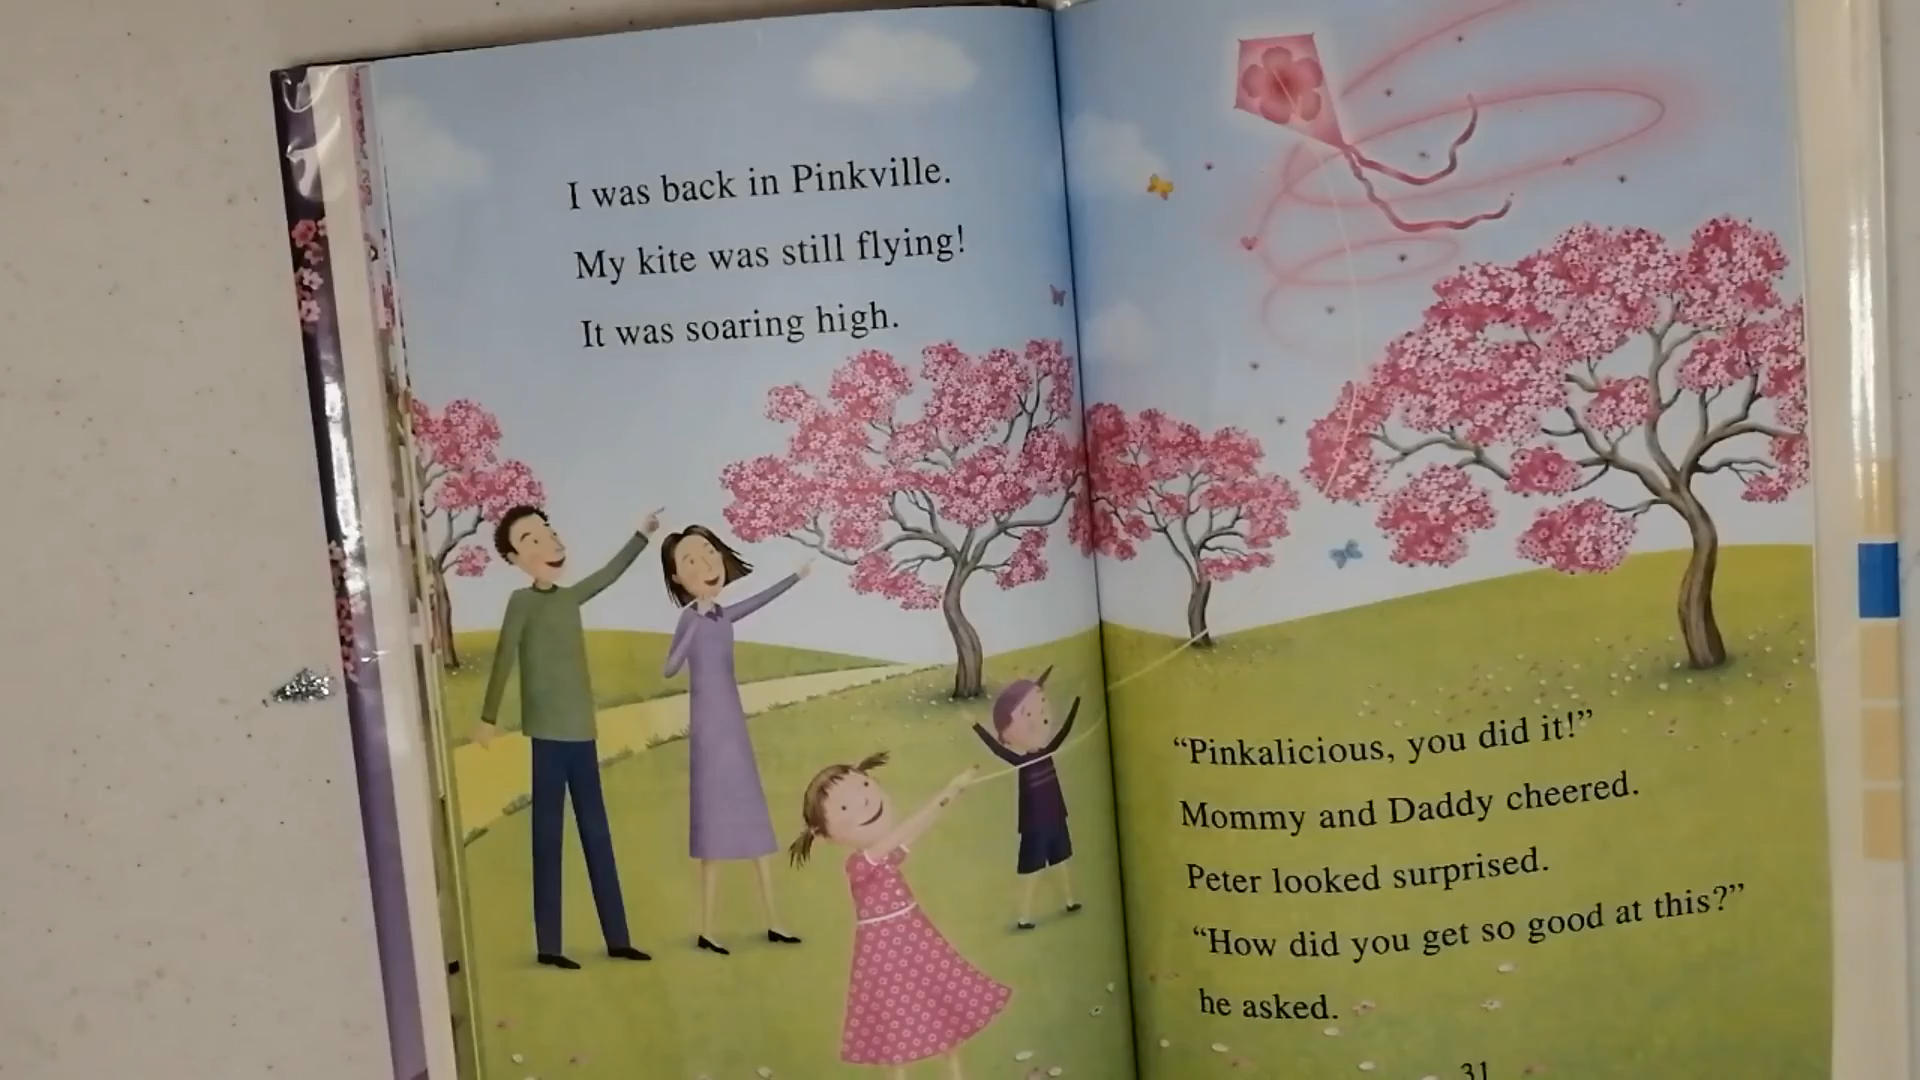 I was back in Pinkville.
My kite was still flying!
It was soaring high.
“Pinkalicious, you did it!”
Mommy and Daddy cheered.
Peter looked surprised.
“How did you get so good at this?”
he asked.
31